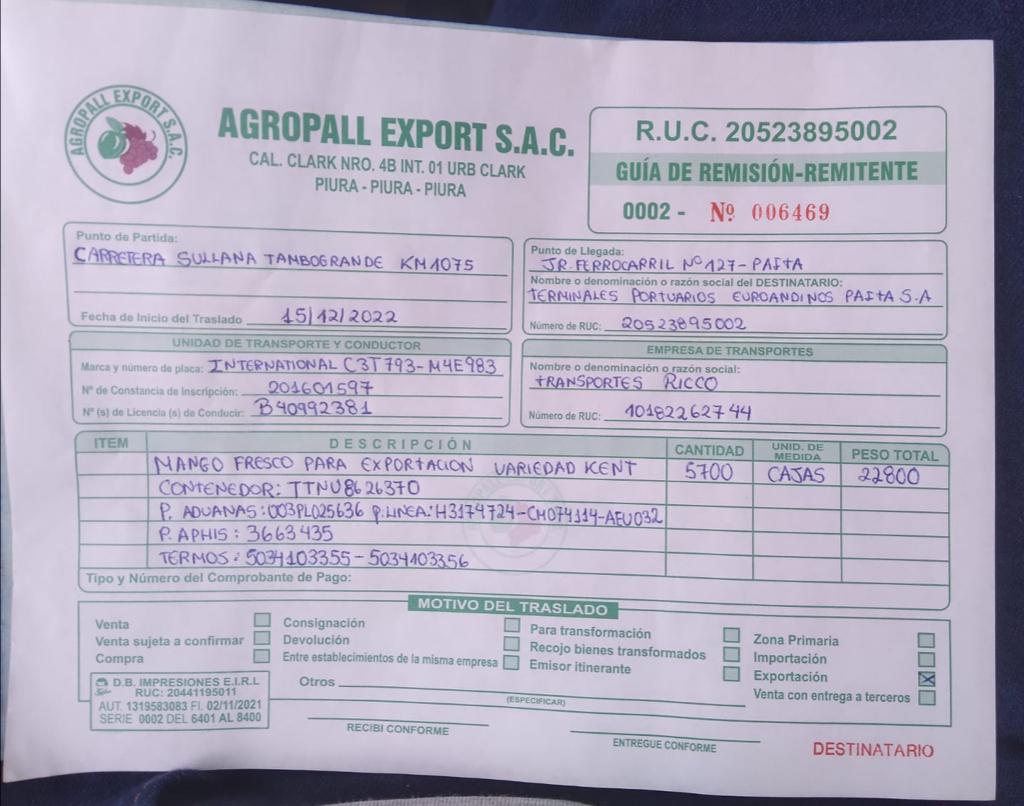 AGROPALL EXPORT S.A.C.
AGROPALL EXPORT S.A.C.
CAL. CLARK NRO. 4B INT. 01 URB CLARK
PIURA - PIURA - PIURA
R.U.C. 20523895002
GUÍA DE REMISIÓN-REMITENTE
0002 - Nº 006469
Punto de Partida:
CARRETERA SULLANA TAMBOGRANDE KM1075
Fecha de Inicio del Traslado 15/12/2022
Punto de Llegada:
JR. FERROCARRIL Nº 127 - PAITA
Nombre o denominación o razón social del DESTINATARIO:
TERMINALES PORTUARIOS EUROANDINOS PAITA S.A
Número de RUC: 20523895002
UNIDAD DE TRANSPORTE Y CONDUCTOR
Marca y número de placa: INTERNATIONAL C3T793-M4E983
Nº de Constancia de Inscripción: 201601597
Nº (s) de Licencia (s) de Conducir: B40992381
EMPRESA DE TRANSPORTES
Nombre o denominación o razón social:
TRANSPORTES RICCO
Número de RUC: 10182262744
ITEM DESCRIPCIÓN CANTIDAD UNID. DE MEDIDA PESO TOTAL
MANGO FRESCO PARA EXPORTACION VARIEDAD KENT 5700 CAJAS 22800
CONTENEDOR: TTNU8626370
P. ADUANAS: 003PL025636 P.LINEA: H3174724-CM074114-AEU032
P. APHIS: 3663435
TERMOS: 5034103355-5034103356
Tipo y Número del Comprobante de Pago:
MOTIVO DEL TRASLADO
Venta
Venta sujeta a confirmar
Compra
Consignación
Devolución
Entre establecimientos de la misma empresa
Para transformación
Recojo bienes transformados
Emisor itinerante
Zona Primaria
Importación
Exportación X
Venta con entrega a terceros
Otros
(ESPECIFICAR)
D.B. IMPRESIONES E.I.R.L
RUC: 20441195011
AUT. 1319583083 FI. 02/11/2021
SERIE 0002 DEL 6401 AL 8400
RECIBI CONFORME
ENTREGUE CONFORME
DESTINATARIO